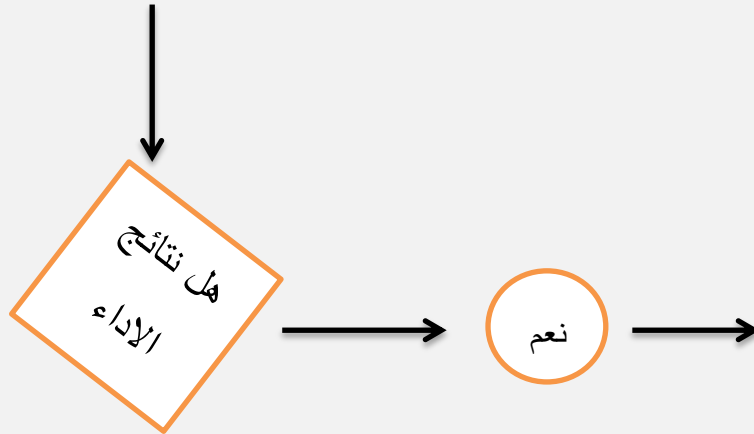 هل نتائج
الاداء
نعم